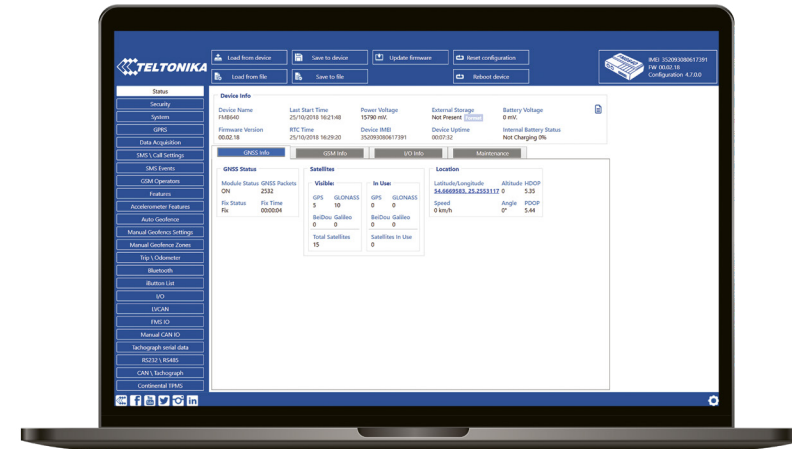 TELTONIKA
Load from device
Save to device
Update firmware
Reset configuration
Load from file
Save to file
Reboot device
IMEI 352093080617391
FW 00.02.18
Configuration 4.7.0.0
Status
Security
System
GPRS
Data Acquisition
SMS \ Call Settings
SMS Events
GSM Operators
Features
Accelerometer Features
Auto Geofence
Manual Geofence Settings
Manual Geofence Zones
Trip \ Odometer
Bluetooth
iButton List
I/O
LVCAN
FMS IO
Manual CAN IO
Tachograph serial data
RS232 \ RS485
CAN \ Tachograph
Continental TPMS
Device Info
Device Name Last Start Time Power Voltage External Storage Battery Voltage
FMB640 25/10/2018 16:21:48 15790 mV. Not Present Format 0 mV.
Firmware Version RTC Time Device IMEI Device Uptime Internal Battery Status
00.02.18 25/10/2018 16:29:20 352093080617391 00:07:32 Not Charging 0%
GNSS Info GSM Info I/O Info Maintenance
GNSS Status
Module Status GNSS Packets
ON 2532
Fix Status Fix Time
Fix 00:00:04
Satellites
Visible:
GPS GLONASS
5 10
BeiDou Galileo
0 0
Total Satellites
15
In Use:
GPS GLONASS
0 0
BeiDou Galileo
0 0
Satellites In Use
0
Location
Latitude/Longitude Altitude HDOP
54.6669583, 25.2553117 0 5.35
Speed Angle PDOP
0 km/h 0° 5.44